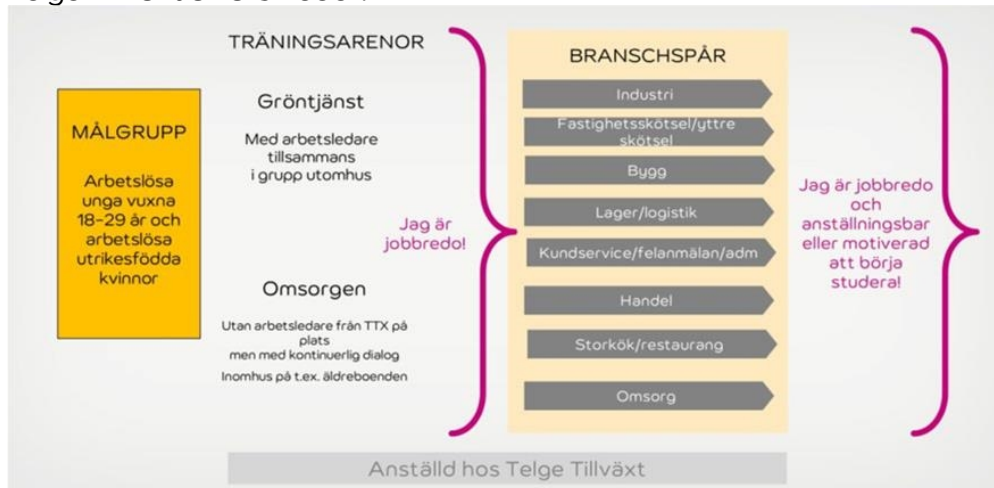 TRÄNINGSARENOR
MÅLGRUPP
Arbetslösa
unga vuxna
18-29 år och
arbetslösa
utrikesfödda
kvinnor
Gröntjänst
Med arbetsledare
tillsammans
i grupp utomhus
Omsorgen
Utan arbetsledare från TTX på
plats
men med kontinuerlig dialog
Inomhus på t.ex. äldreboenden
Jag är
jobbredo!
BRANSCHSPÅR
Industri
Fastighetsskötsel/yttre
skötsel
Bygg
Lager/logistik
Kundservice/felanmälan/adm
Handel
Storkök/restaurang
Omsorg
Jag är jobbredo
och
anställningsbar
eller motiverad
att börja
studera!
Anställd hos Telge Tillväxt